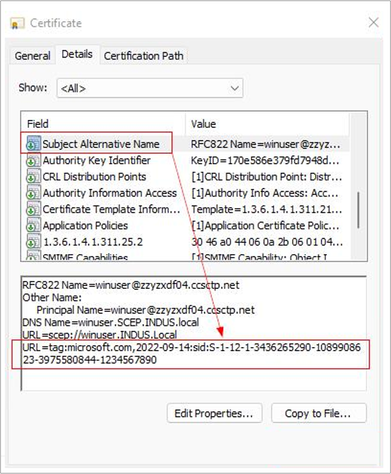 Certificate
General Details Certification Path
Show: <All>
Field Value
Subject Alternative Name RFC822 Name=winuser@zzyz...
Authority Key Identifier KeyID=170e586e379fd7948d...
CRL Distribution Points [1]CRL Distribution Point: Distr...
Authority Information Access [1]Authority Info Access: Acc...
Certificate Template Inform... Template=1.3.6.1.4.1.311.21...
Application Policies [1]Application Certificate Polic...
1.3.6.1.4.1.311.25.2 30 46 a0 44 06 0a 2b 06 01 04...
SMIME Capabilities [1]SMIME Capability: Object I...
RFC822 Name=winuser@zzyzxdf04.ccsctp.net
Other Name:
Principal Name=winuser@zzyzxdf04.ccsctp.net
DNS Name=winuser.SCEP.INDUS.local
URL=scep://winuser.INDUS.Local
URL=tag:microsoft.com,2022-09-14:sid:S-1-12-1-3436265290-10899086
23-3975580844-1234567890
Edit Properties... Copy to File...